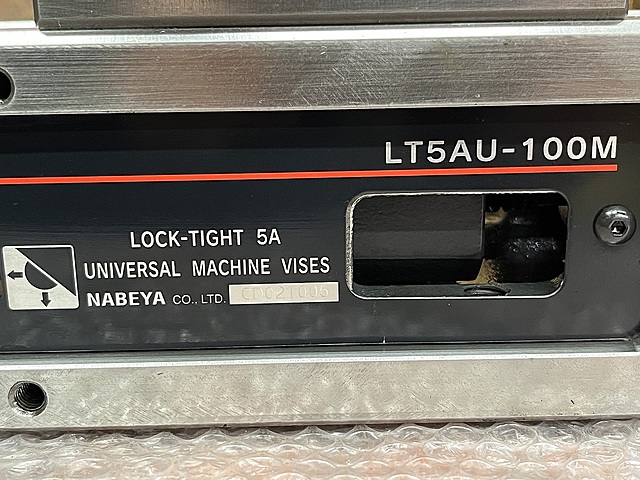 LT5AU-100M
LOCK-TIGHT 5A
UNIVERSAL MACHINE VISES
NABEYA CO., LTD.